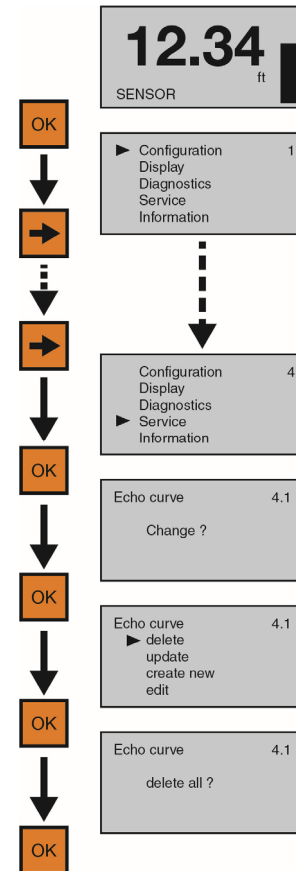 12.34
ft
SENSOR
OK
Configuration 1
Display
Diagnostics
Service
Information
Configuration 4
Display
Diagnostics
Service
Information
OK
Echo curve 4.1
Change ?
OK
Echo curve 4.1
delete
update
create new
edit
OK
Echo curve 4.1
delete all ?
OK